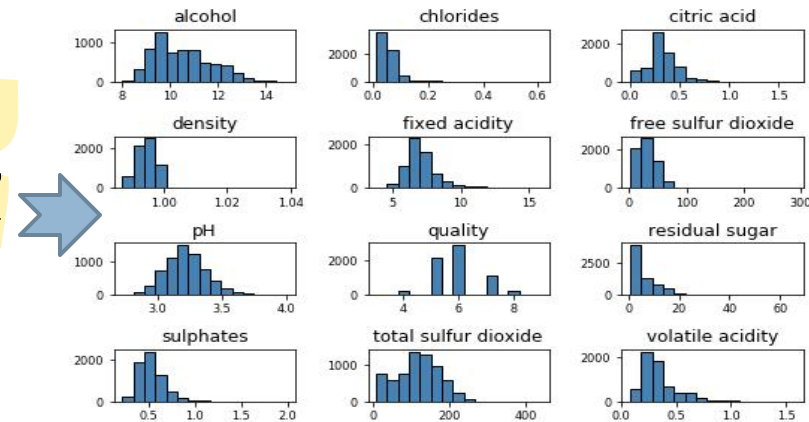 alcohol chlorides citric acid
1000 2000 2000
0 0 0
8 10 12 14 0.0 0.2 0.4 0.6 0.0 0.5 1.0 1.5
density fixed acidity free sulfur dioxide
2000 2000 2000
0 0 0
1.00 1.02 1.04 5 10 15 0 100 200 300
pH quality residual sugar
1000 2000 2500
0 0 0
3.0 3.5 4.0 4 6 8 0 20 40 60
sulphates total sulfur dioxide volatile acidity
2000 1000 2000
0 0 0
0.5 1.0 1.5 2.0 0 200 400 0.0 0.5 1.0 1.5